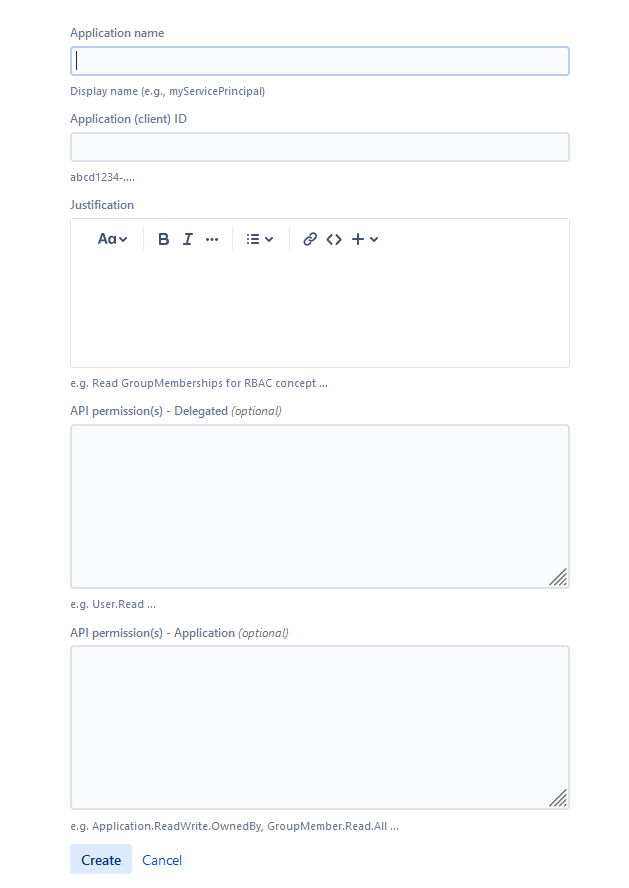 Application name
Display name (e.g., myServicePrincipal)
Application (client) ID
abcd1234-....
Justification
Aa B I ...
e.g. Read GroupMemberships for RBAC concept ...
API permission(s) - Delegated (optional)
e.g. User.Read ...
API permission(s) - Application (optional)
e.g. Application.ReadWrite.OwnedBy, GroupMember.Read.All ...
Create Cancel